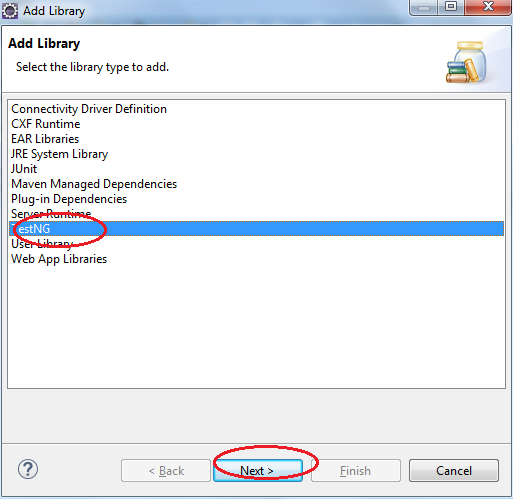 Add Library
Add Library
Select the library type to add.
Connectivity Driver Definition
CXF Runtime
EAR Libraries
JRE System Library
JUnit
Maven Managed Dependencies
Plug-in Dependencies
Server Runtime
TestNG
User Library
Web App Libraries
? < Back Next > Finish Cancel